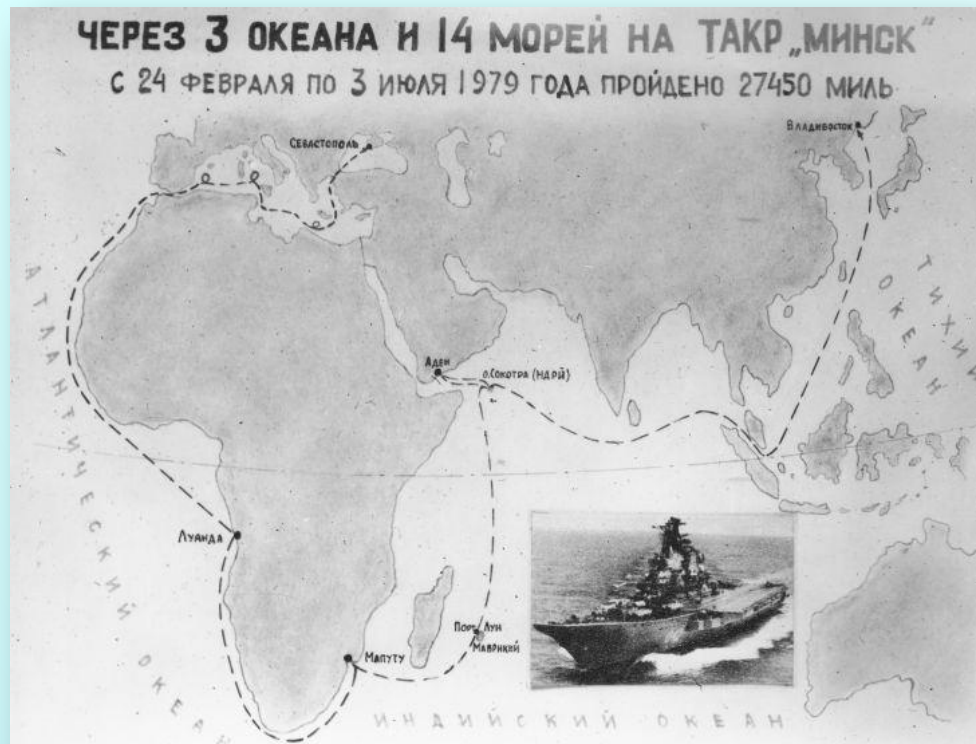 ЧЕРЕЗ 3 ОКЕАНА И 14 МОРЕЙ НА ТАКР „МИНСК"
С 24 ФЕВРАЛЯ ПО 3 ИЮЛЯ 1979 ГОДА ПРОЙДЕНО 27450 МИЛЬ
СЕВАСТОПОЛЬ
ВЛАДИВОСТОК
АТЛАНТИЧЕСКИЙ ОКЕАН
ТИХИЙ
ОКЕАН
АДЕН
О.СОКОТРА (НДРЙ)
ЛУАНДА
ПОРТ ЛУИ
МАВРИКИЙ
МАПУТУ
ИНДИЙСКИЙ ОКЕАН